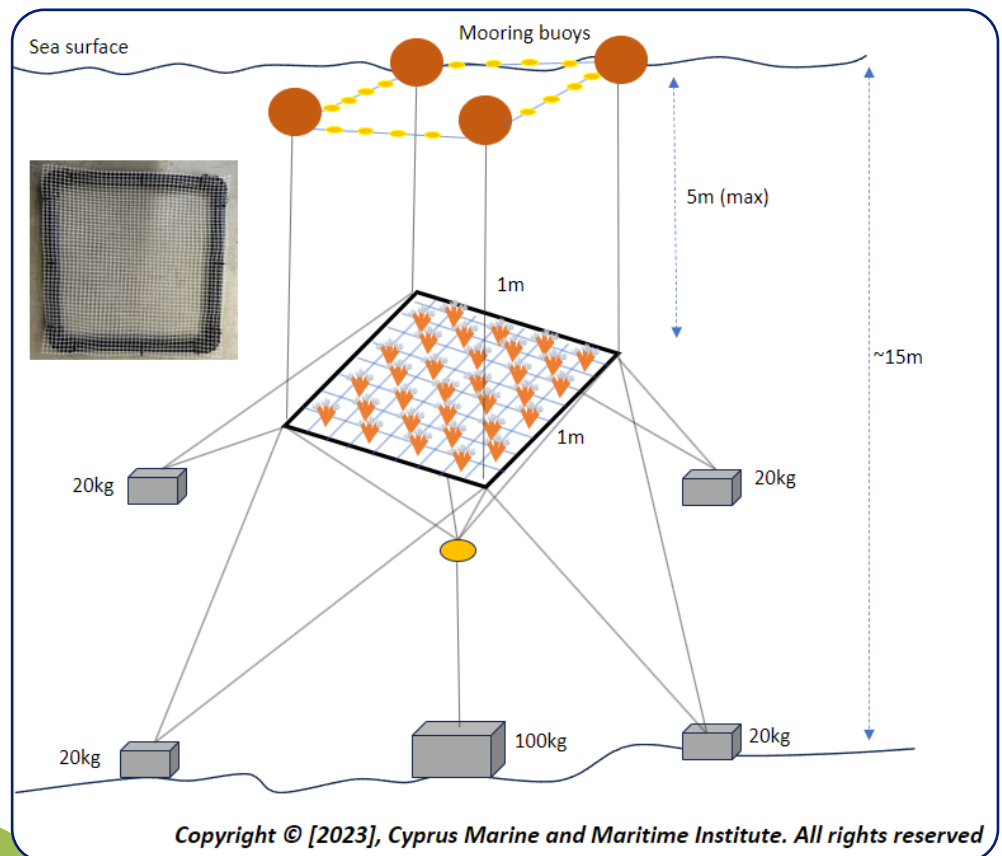 Sea surface
Mooring buoys
5m (max)
1m
~15m
1m
20kg
20kg
20kg
100kg
20kg
Copyright © [2023], Cyprus Marine and Maritime Institute. All rights reserved